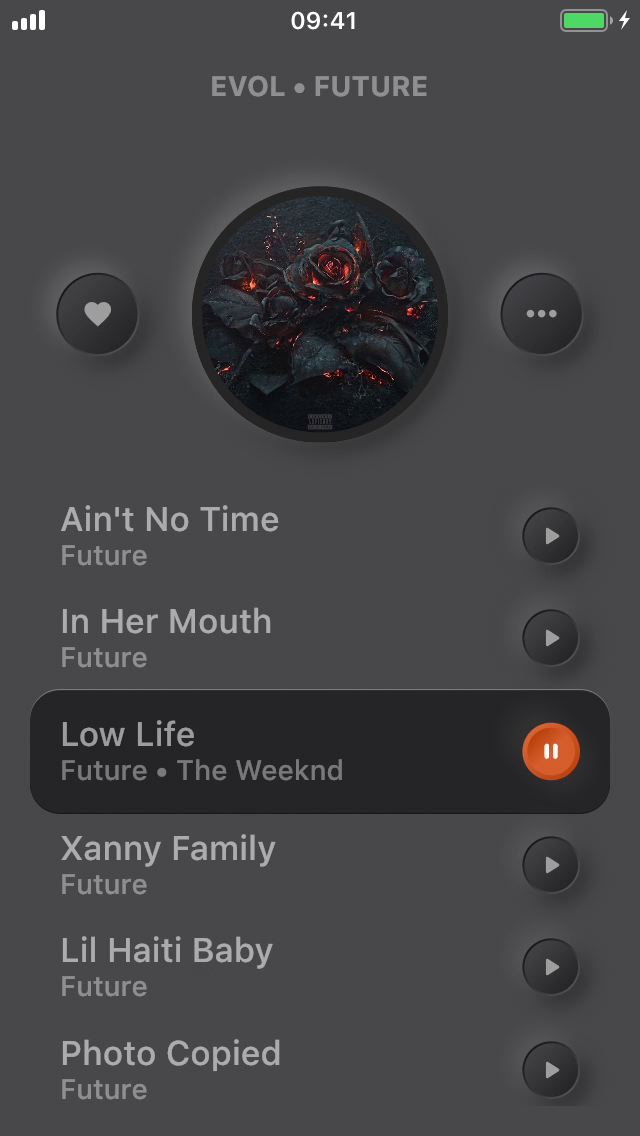 09:41
EVOL • FUTURE
Ain't No Time
Future
In Her Mouth
Future
Low Life
Future • The Weeknd
Xanny Family
Future
Lil Haiti Baby
Future
Photo Copied
Future